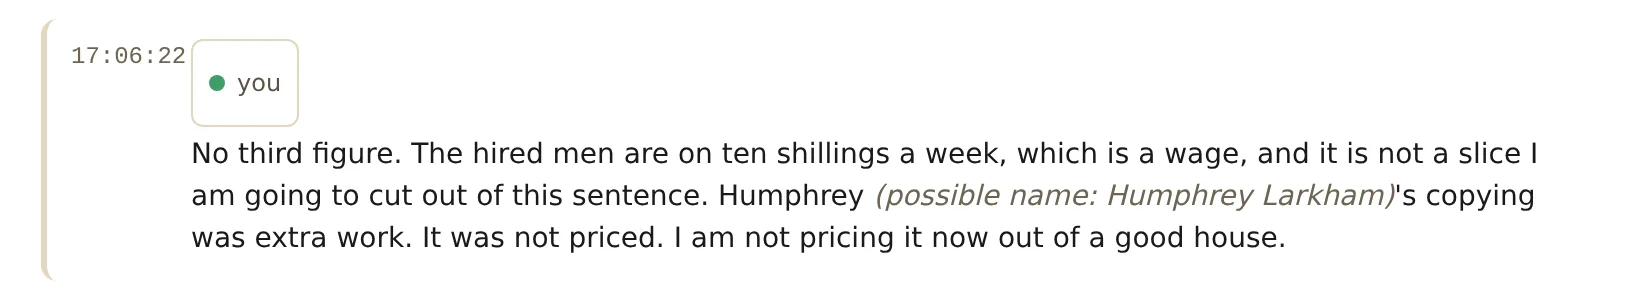 17:06:22
you
No third figure. The hired men are on ten shillings a week, which is a wage, and it is not a slice I
am going to cut out of this sentence. Humphrey (possible name: Humphrey Larkham)'s copying
was extra work. It was not priced. I am not pricing it now out of a good house.